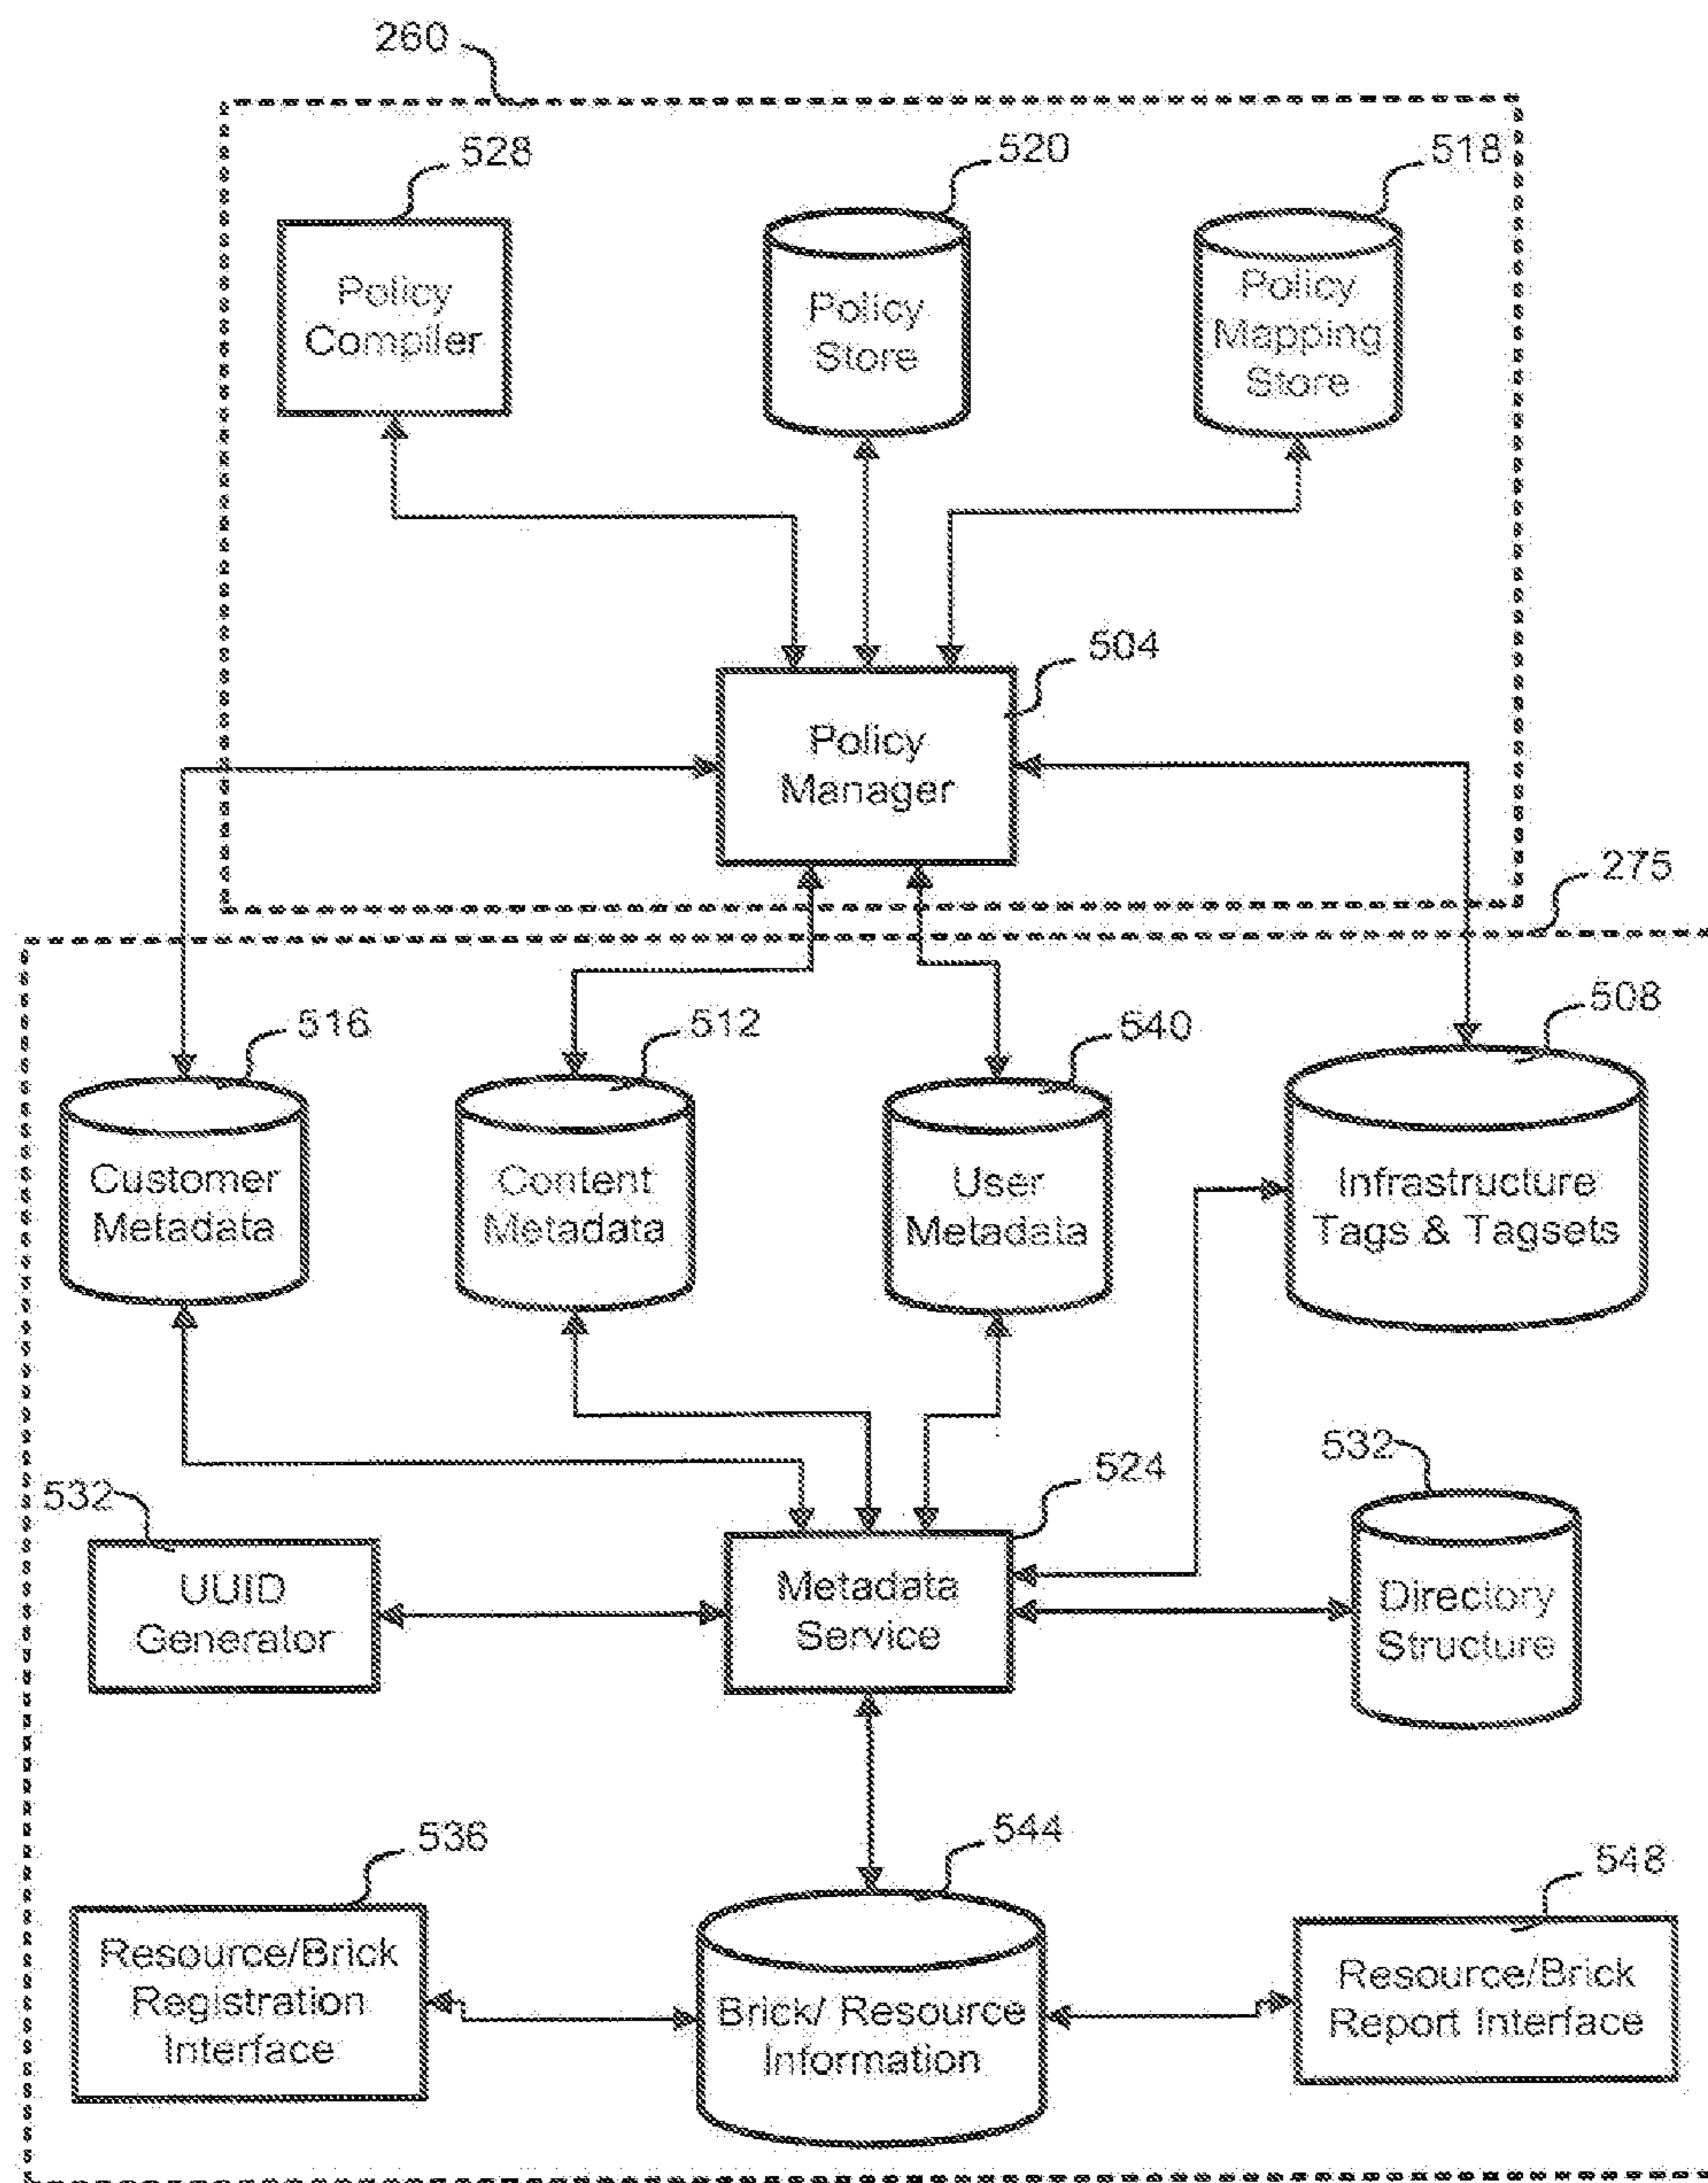 260
528
520
518
Policy
Compiler
Policy
Store
Policy
Mapping
Store
504
Policy
Manager
275
516
512
540
508
Customer
Metadata
Content
Metadata
User
Metadata
Infrastructure
Tags & Tagsets
532
524
532
UUID
Generator
Metadata
Service
Directory
Structure
536
544
548
Resource/Brick
Registration
Interface
Brick/ Resource
Information
Resource/Brick
Report Interface